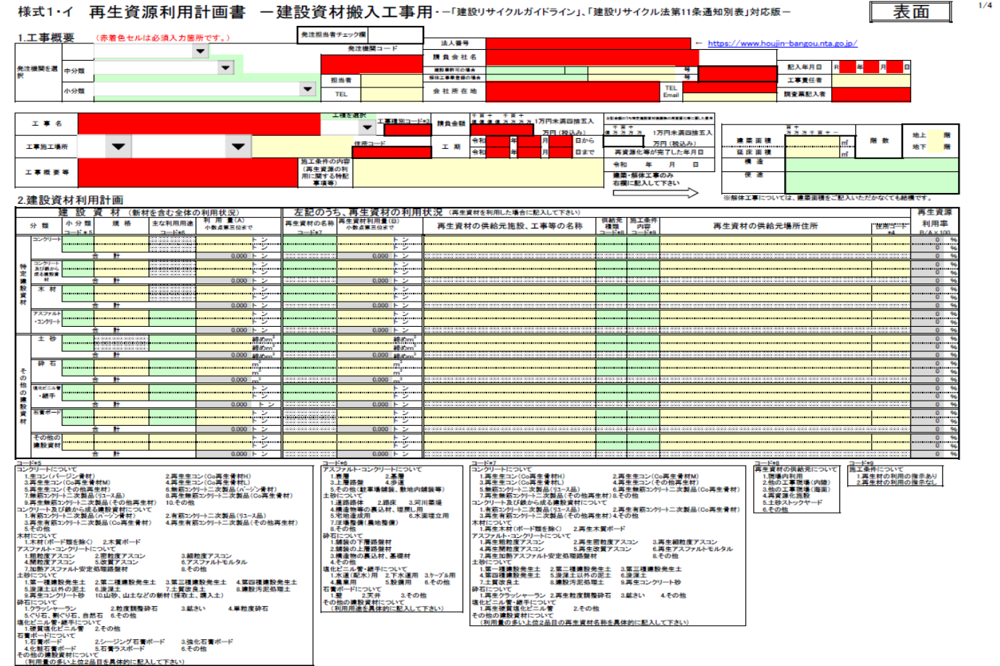 様式1・イ　再生資源利用計画書　－建設資材搬入工事用・－「建設リサイクルガイドライン」、「建設リサイクル法第11条通知別表」対応版－
表面
1/4
1.工事概要　（赤着色セルは必須入力箇所です。）
発注担当者チェック欄
発注機関コード
発注機関を選択
中分類
小分類
担当者
TEL
法人番号
← https://www.houjin-bangou.nta.go.jp/
請負会社名
建設業許可の場合　号
解体工事業登録の場合　号
会社所在地
TEL
Email
記入年月日　R　年　月　日
工事責任者
調査票記入者
工事名
工種を選択
工事種別コード*3
請負金額
千百十　千百十
億億億億万万万万　1万円未満四捨五入
万円（税込み）
千百十
億万万万万　1万円未満四捨五入
万円（税込み）
工事施工場所
住所コード
工期
令和　年　月　日から
令和　年　月　日まで
再資源化等が完了した年月日
令和　年　月　日
工事概要等
施工条件の内容
（再生資源の利
用に関する特記
事項等）
建築・解体工事のみ
右欄に記入して下さい
百十
万万万千百十一
建築面積　㎡
延床面積　㎡
階数
地上　階
地下　階
構造
使途
※解体工事については、建築面積をご記入いただかなくても結構です。
2.建設資材利用計画
建設資材（新材を含む全体の利用状況）
左記のうち、再生資材の利用状況（再生資材を利用した場合に記入して下さい）
再生資源
利用率
B/A×100
分類
小分類
コード*5
規格
主な利用用途
コード*6
利用量(A)
小数点第三位まで
再生資材の名称
コード*7
再生資材利用量(B)
小数点第三位まで
再生資材の供給元施設、工事等の名称
供給元
種類
コード*8
施工条件
内容
コード*9
再生資材の供給元場所住所
住所コード
*4
特定建設資材
コンクリート　トン　トン　0 %
トン　トン　0 %
合計　0.000 トン　0.000 トン　0 %
コンクリート及び鉄から成る建設資材　トン　トン　0 %
トン　トン　0 %
合計　0.000 トン　0.000 トン　0 %
木材　トン　トン　0 %
トン　トン　0 %
合計　0.000 トン　0.000 トン　0 %
アスファルト・コンクリート　トン　トン　0 %
トン　トン　0 %
合計　0.000 トン　0.000 トン　0 %
その他の建設資材
土砂　締めm³　締めm³　0 %
締めm³　締めm³　0 %
合計　0.000 締めm³　0.000 締めm³　0 %
砕石　m³　m³　0 %
m³　m³　0 %
合計　0.000 m³　0.000 m³　0 %
塩化ビニル管・継手　トン　トン　0 %
トン　トン　0 %
合計　0.000 トン　0.000 トン　0 %
石膏ボード　トン　トン　0 %
トン　トン　0 %
合計　0.000 トン　0.000 トン　0 %
その他の建設資材　トン　トン　0 %
トン　トン　0 %
合計　0.000 トン　0.000 トン　0 %
コード*5
コンクリートについて
1.生コン(バージン骨材)　2.再生生コン(Co再生骨材H)
3.再生生コン(Co再生骨材M)　4.再生生コン(Co再生骨材L)
5.再生生コン(その他再生材)　6.無筋コンクリート二次製品(バージン骨材)
7.無筋コンクリート二次製品(リユース品)　8.再生無筋コンクリート二次製品(Co再生骨材)
9.再生無筋コンクリート二次製品(その他再生材)　10.その他
コンクリート及び鉄から成る建設資材について
1.有筋コンクリート二次製品(バージン骨材)　2.有筋コンクリート二次製品(リユース品)
3.再生有筋コンクリート二次製品(Co再生骨材)　4.再生有筋コンクリート二次製品(その他再生材)
5.その他
木材について
1.木材(ボード類を除く)　2.木質ボード
アスファルト・コンクリートについて
1.粗粒度アスコン　2.密粒度アスコン　3.細粒度アスコン
4.開粒度アスコン　5.改質アスコン　6.アスファルトモルタル
7.加熱アスファルト安定処理路盤材　8.その他
土砂について
1.第一種建設発生土　2.第二種建設発生土　3.第三種建設発生土　4.第四種建設発生土
5.浚渫土以外の泥土　6.浚渫土　7.土質改良土　8.建設汚泥処理土
9.再生コンクリート砂　10.山砂、山土などの新材(採取土、購入土)
砕石について
1.クラッシャーラン　2.粒度調整砕石　3.鉱さい　4.単粒度砕石
5.ぐり石、割ぐり石、自然石　6.その他
塩化ビニル管・継手について
1.硬質塩化ビニル管　2.その他
石膏ボードについて
1.石膏ボード　2.シージング石膏ボード　3.強化石膏ボード
4.化粧石膏ボード　5.石膏ラスボード　6.その他
その他の建設資材について
（利用量の多い上位2品目を具体的に記入して下さい）
コード*6
アスファルト・コンクリートについて
1.表層　2.基層
3.上層路盤　4.歩道
5.その他(駐車場舗装、敷地内舗装等)
土砂について
1.道路路体　2.路床　3.河川築堤
4.構造物等の裏込材、埋戻し用
5.宅地造成用　6.水面埋立用
7.ほ場整備(農地整備)
8.その他
砕石について
1.舗装の下層路盤材
2.舗装の上層路盤材
3.構造物の裏込材、基礎材
4.その他
塩化ビニル管・継手について
1.水道(配水)用　2.下水道用　3.ケーブル用
4.農業用　5.設備用　6.その他
石膏ボードについて
1.壁　2.天井　3.その他
その他の建設資材について
（利用用途を具体的に記入して下さい）
コード*7
コンクリートについて
1.再生生コン(Co再生骨材H)　2.再生生コン(Co再生骨材M)
3.再生生コン(Co再生骨材L)　4.再生生コン(その他再生材)
5.無筋コンクリート二次製品(リユース品)　6.再生無筋コンクリート二次製品(Co再生骨材)
7.再生無筋コンクリート二次製品(その他再生材)　8.その他
コンクリート及び鉄から成る建設資材について
1.有筋コンクリート二次製品(リユース品)　2.再生有筋コンクリート二次製品(Co再生骨材)
3.再生有筋コンクリート二次製品(その他再生材)　4.その他
木材について
1.再生木材(ボード類を除く)　2.再生木質ボード
アスファルト・コンクリートについて
1.再生粗粒度アスコン　2.再生密粒度アスコン　3.再生細粒度アスコン
4.再生開粒度アスコン　5.再生改質アスコン　6.再生アスファルトモルタル
7.再生加熱アスファルト安定処理路盤材　8.その他
土砂について
1.第一種建設発生土　2.第二種建設発生土　3.第三種建設発生土
4.第四種建設発生土　5.浚渫土以外の泥土　6.浚渫土
7.土質改良土　8.建設汚泥処理土　9.再生コンクリート砂
砕石について
1.再生クラッシャーラン　2.再生粒度調整砕石　3.鉱さい　4.その他
塩化ビニル管・継手について
1.再生硬質塩化ビニル管　2.その他
その他の建設資材について
（利用量の多い上位2品目の再生資材名称を具体的に記入して下さい）
コード*8
再生資材の供給元について
1.現場内利用
2.他の工事現場(内陸)
3.他の工事現場(海面)
4.再資源化施設
5.土砂ストックヤード
6.その他
コード*9
施工条件について
1.再生材の利用の指示あり
2.再生材の利用の指示なし